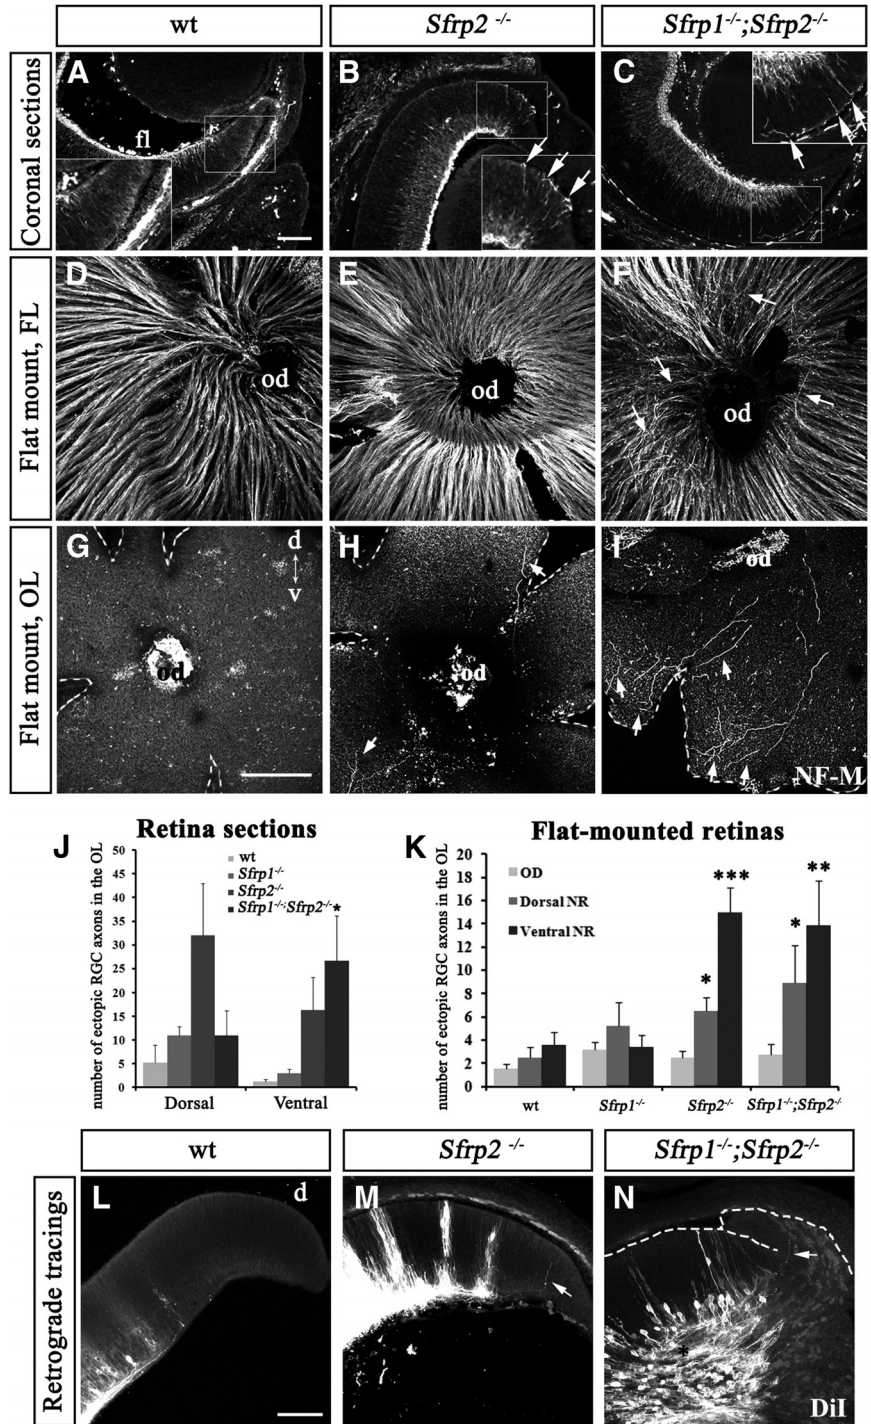 wt
Sfrp2 -/-
Sfrp1-/-;Sfrp2-/-
Coronal sections
A
fl
B
C
Flat mount, FL
D
od
E
od
F
od
Flat mount, OL
G
d
v
od
H
od
I
od
NF-M
J
Retina sections
number of ectopic RGC axons in the OL
50
45
40
35
30
25
20
15
10
5
0
wt
Sfrp1-/-
Sfrp2-/-
Sfrp1-/-;Sfrp2-/-
*
Dorsal
Ventral
K
Flat-mounted retinas
number of ectopic RGC axons in the OL
20
18
16
14
12
10
8
6
4
2
0
OD
Dorsal NR
Ventral NR
*
***
*
**
wt
Sfrp1-/-
Sfrp2-/-
Sfrp1-/-;Sfrp2-/-
wt
Sfrp2 -/-
Sfrp1-/-;Sfrp2-/-
Retrograde tracings
L
d
M
N
*
DiI